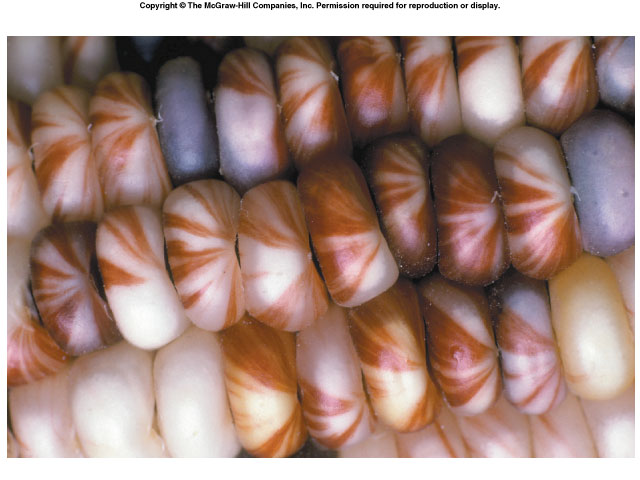 Copyright © The McGraw-Hill Companies, Inc. Permission required for reproduction or display.